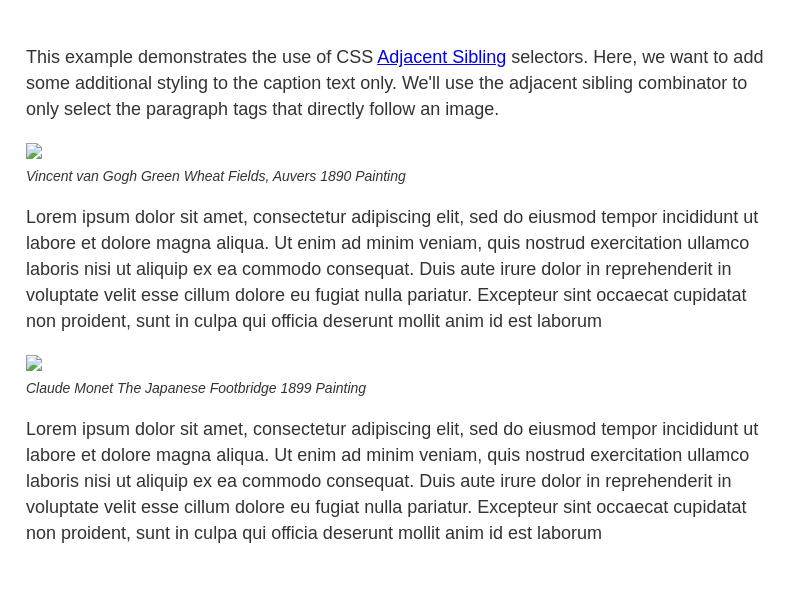 This example demonstrates the use of CSS Adjacent Sibling selectors. Here, we want to add
some additional styling to the caption text only. We'll use the adjacent sibling combinator to
only select the paragraph tags that directly follow an image.
Vincent van Gogh Green Wheat Fields, Auvers 1890 Painting
Lorem ipsum dolor sit amet, consectetur adipiscing elit, sed do eiusmod tempor incididunt ut
labore et dolore magna aliqua. Ut enim ad minim veniam, quis nostrud exercitation ullamco
laboris nisi ut aliquip ex ea commodo consequat. Duis aute irure dolor in reprehenderit in
voluptate velit esse cillum dolore eu fugiat nulla pariatur. Excepteur sint occaecat cupidatat
non proident, sunt in culpa qui officia deserunt mollit anim id est laborum
Claude Monet The Japanese Footbridge 1899 Painting
Lorem ipsum dolor sit amet, consectetur adipiscing elit, sed do eiusmod tempor incididunt ut
labore et dolore magna aliqua. Ut enim ad minim veniam, quis nostrud exercitation ullamco
laboris nisi ut aliquip ex ea commodo consequat. Duis aute irure dolor in reprehenderit in
voluptate velit esse cillum dolore eu fugiat nulla pariatur. Excepteur sint occaecat cupidatat
non proident, sunt in culpa qui officia deserunt mollit anim id est laborum